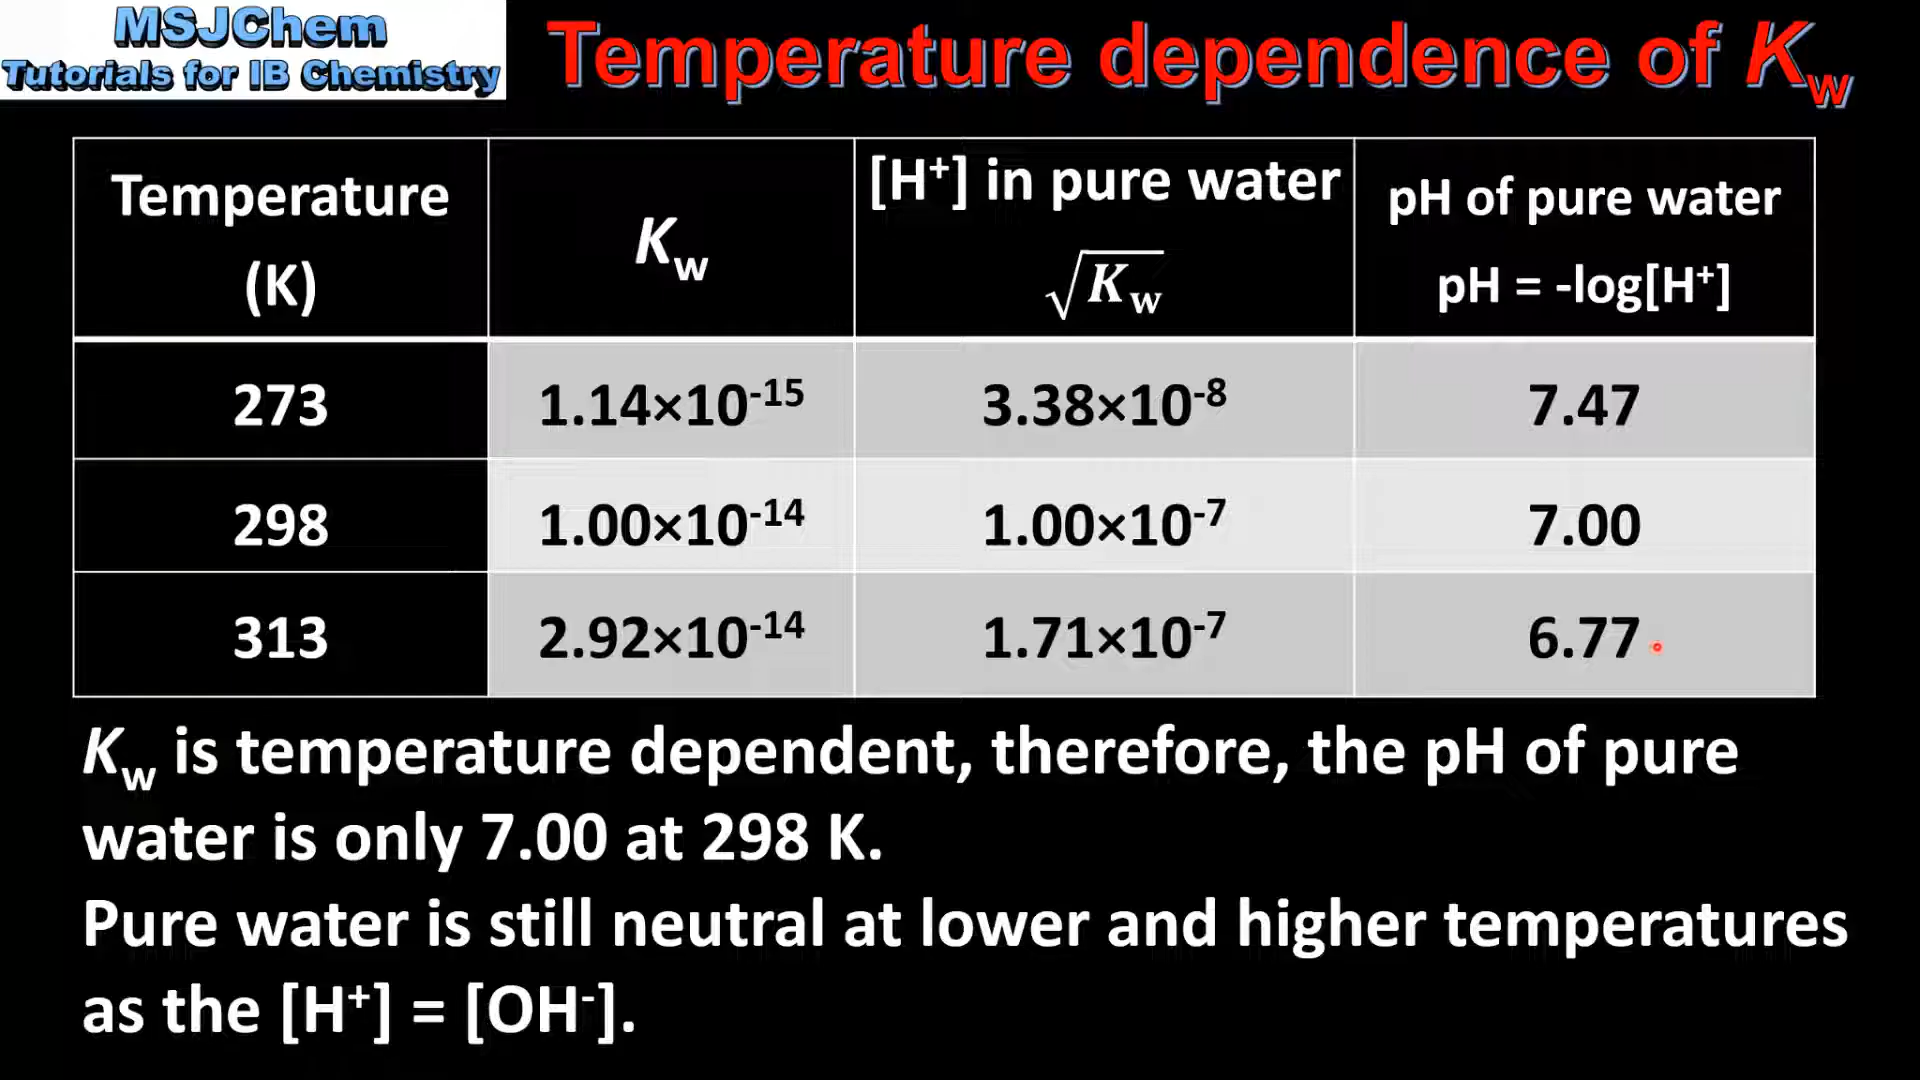 MSJChem
Tutorials for IB Chemistry
Temperature dependence of Kw
Temperature
(K)
Kw
[H⁺] in pure water
√Kw
pH of pure water
pH = -log[H⁺]
273 1.14×10⁻¹⁵ 3.38×10⁻⁸ 7.47
298 1.00×10⁻¹⁴ 1.00×10⁻⁷ 7.00
313 2.92×10⁻¹⁴ 1.71×10⁻⁷ 6.77
Kw is temperature dependent, therefore, the pH of pure
water is only 7.00 at 298 K.
Pure water is still neutral at lower and higher temperatures
as the [H⁺] = [OH⁻].